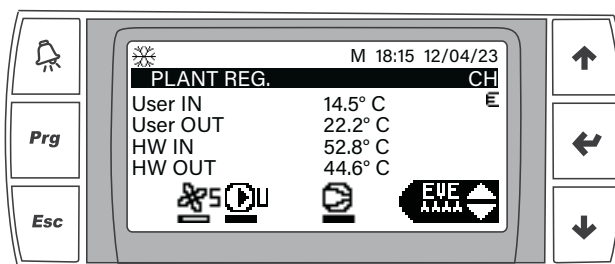 M 18:15 12/04/23
PLANT REG. CH
User IN 14.5° C E
User OUT 22.2° C
HW IN 52.8° C
HW OUT 44.6° C
S U EVE
Prg
Esc